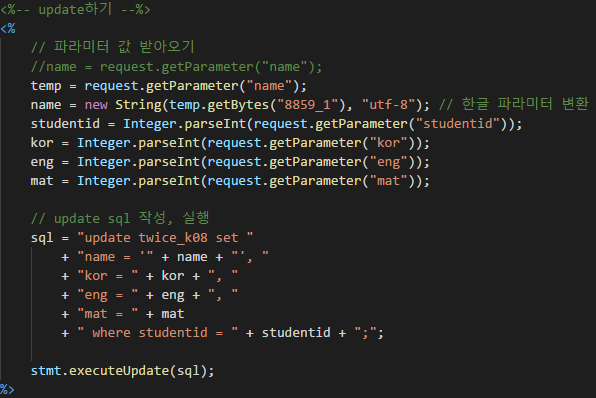 <%-- update하기 --%>
<%
// 파라미터 값 받아오기
//name = request.getParameter("name");
temp = request.getParameter("name");
name = new String(temp.getBytes("8859_1"), "utf-8"); // 한글 파라미터 변환
studentid = Integer.parseInt(request.getParameter("studentid"));
kor = Integer.parseInt(request.getParameter("kor"));
eng = Integer.parseInt(request.getParameter("eng"));
mat = Integer.parseInt(request.getParameter("mat"));
// update sql 작성, 실행
sql = "update twice_k08 set "
+ "name = '" + name + "', "
+ "kor = " + kor + ", "
+ "eng = " + eng + ", "
+ "mat = " + mat
+ " where studentid = " + studentid + ";";
stmt.executeUpdate(sql);
%>